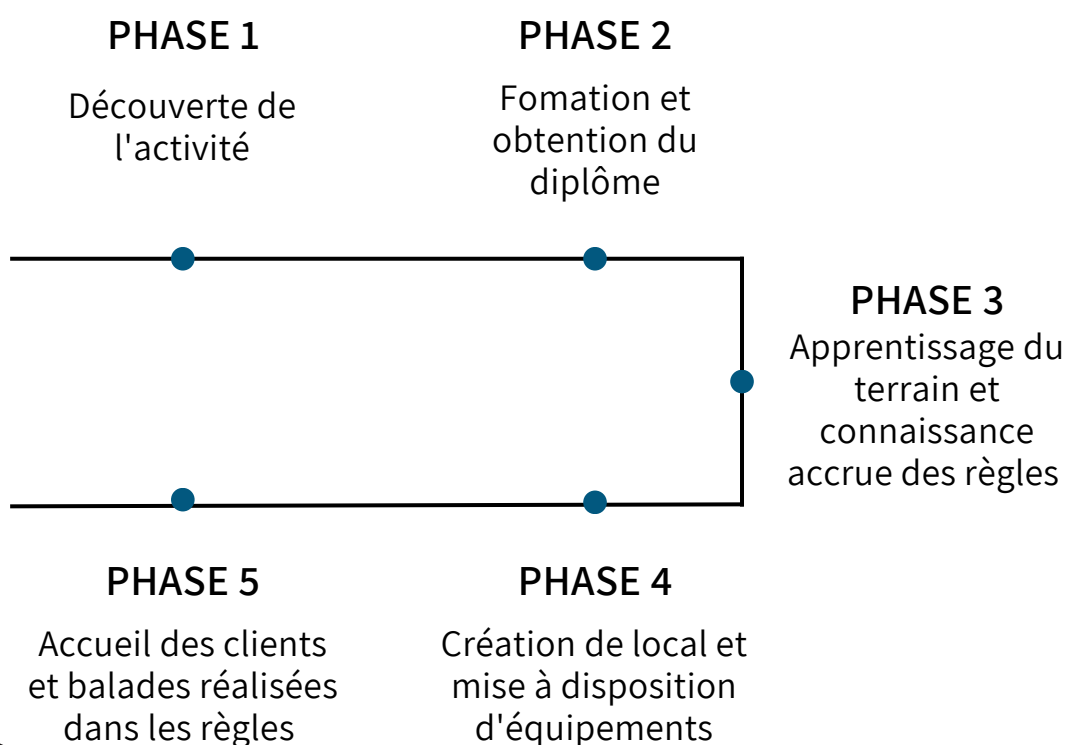 PHASE 1
Découverte de
l'activité
PHASE 2
Fomation et
obtention du
diplôme
PHASE 3
Apprentissage du
terrain et
connaissance
accrue des règles
PHASE 4
Création de local et
mise à disposition
d'équipements
PHASE 5
Accueil des clients
et balades réalisées
dans les règles